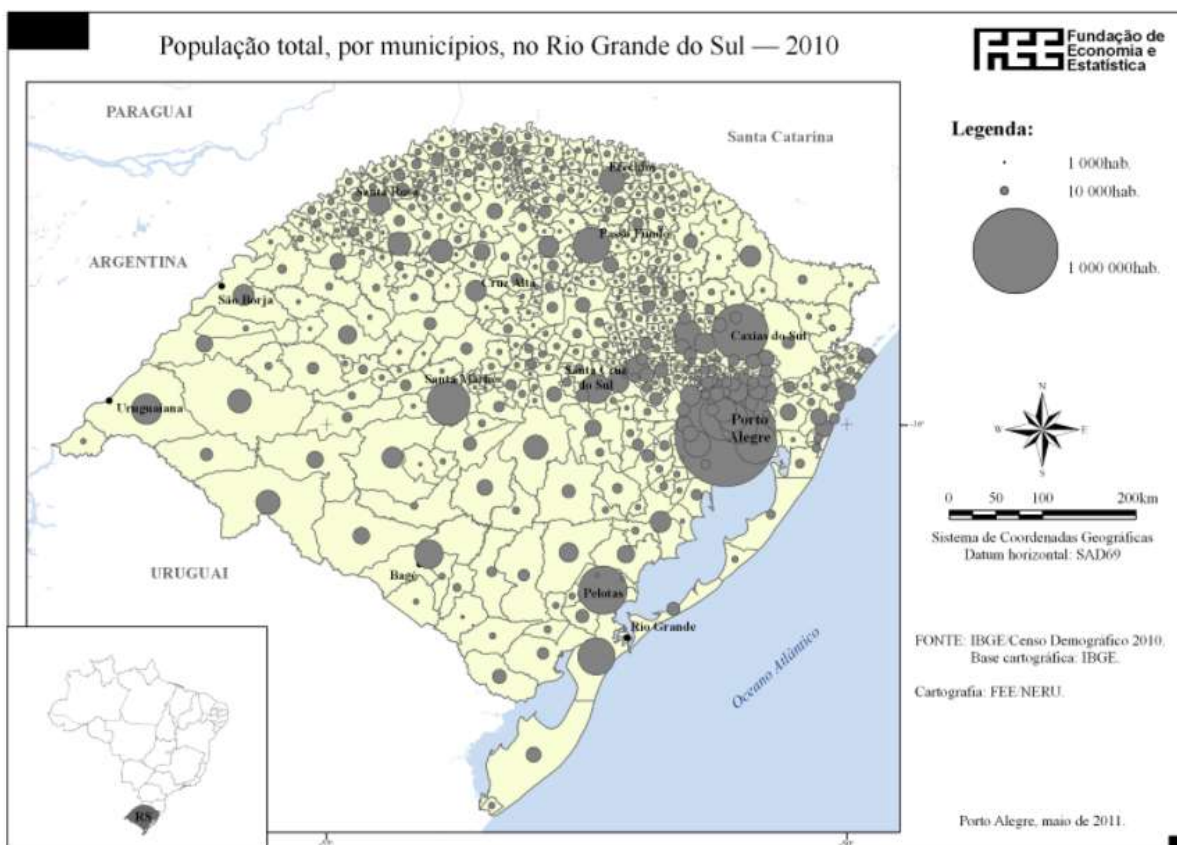 População total, por municípios, no Rio Grande do Sul — 2010
FEE
Fundação de
Economia e
Estatística
PARAGUAI
Santa Catarina
Legenda:
1 000hab.
10 000hab.
1 000 000hab.
Erechim
Santa Rosa
Passo Fundo
ARGENTINA
Cruz Alta
São Borja
Caxias do Sul
Santa Maria
Santa Cruz
do Sul
Uruguaiana
Porto
Alegre
N
W
E
S
0 50 100 200km
Sistema de Coordenadas Geográficas
Datum horizontal: SAD69
URUGUAI
Bagé
Pelotas
Rio Grande
Oceano Atlântico
FONTE: IBGE/Censo Demográfico 2010.
Base cartográfica: IBGE.
Cartografia: FEE/NERU.
RS
Porto Alegre, maio de 2011.